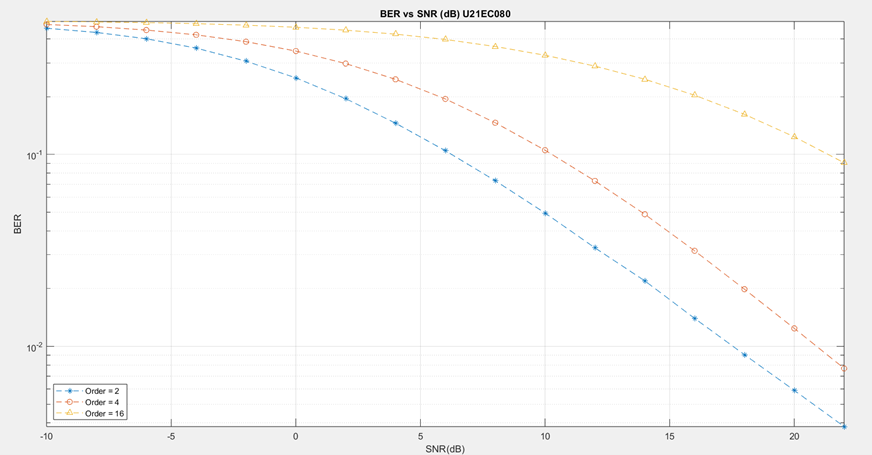 BER vs SNR (dB) U21EC080
10^-1
BER
10^-2
Order = 2
Order = 4
Order = 16
-10 -5 0 5 10 15 20
SNR(dB)